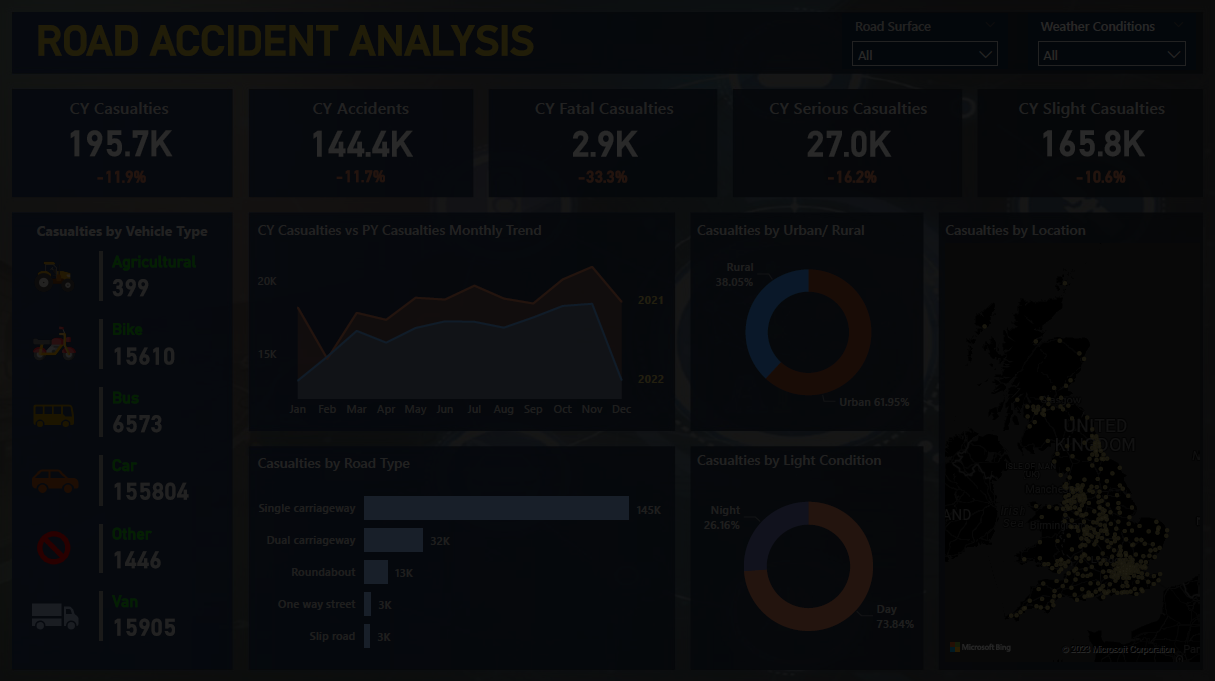 ROAD ACCIDENT ANALYSIS
Road Surface
All
Weather Conditions
All
CY Casualties
195.7K
-11.9%
CY Accidents
144.4K
-11.7%
CY Fatal Casualties
2.9K
-33.3%
CY Serious Casualties
27.0K
-16.2%
CY Slight Casualties
165.8K
-10.6%
Casualties by Vehicle Type
Agricultural
399
Bike
15610
Bus
6573
Car
155804
Other
1446
Van
15905
CY Casualties vs PY Casualties Monthly Trend
20K
15K
2021
2022
Jan Feb Mar Apr May Jun Jul Aug Sep Oct Nov Dec
Casualties by Road Type
Single carriageway 145K
Dual carriageway 32K
Roundabout 13K
One way street 3K
Slip road 3K
Casualties by Urban/ Rural
Rural
38.05%
Urban 61.95%
Casualties by Light Condition
Night
26.16%
Day
73.84%
Casualties by Location
UNITED
KINGDOM
Microsoft Bing
© 2023 Microsoft Corporation